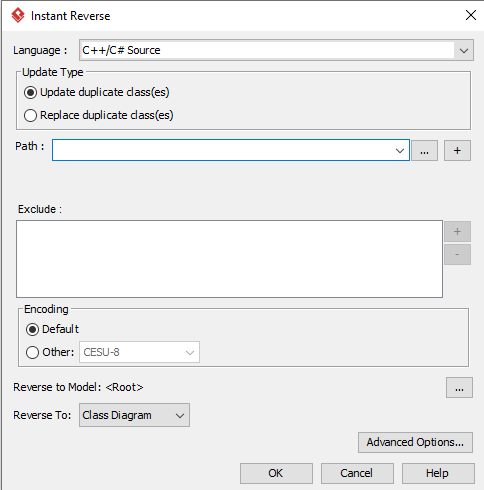 Instant Reverse
Language : C++/C# Source
Update Type
Update duplicate class(es)
Replace duplicate class(es)
Path : ... +
Exclude :
+
-
Encoding
Default
Other: CESU-8
Reverse to Model: <Root> ...
Reverse To: Class Diagram
Advanced Options...
OK Cancel Help